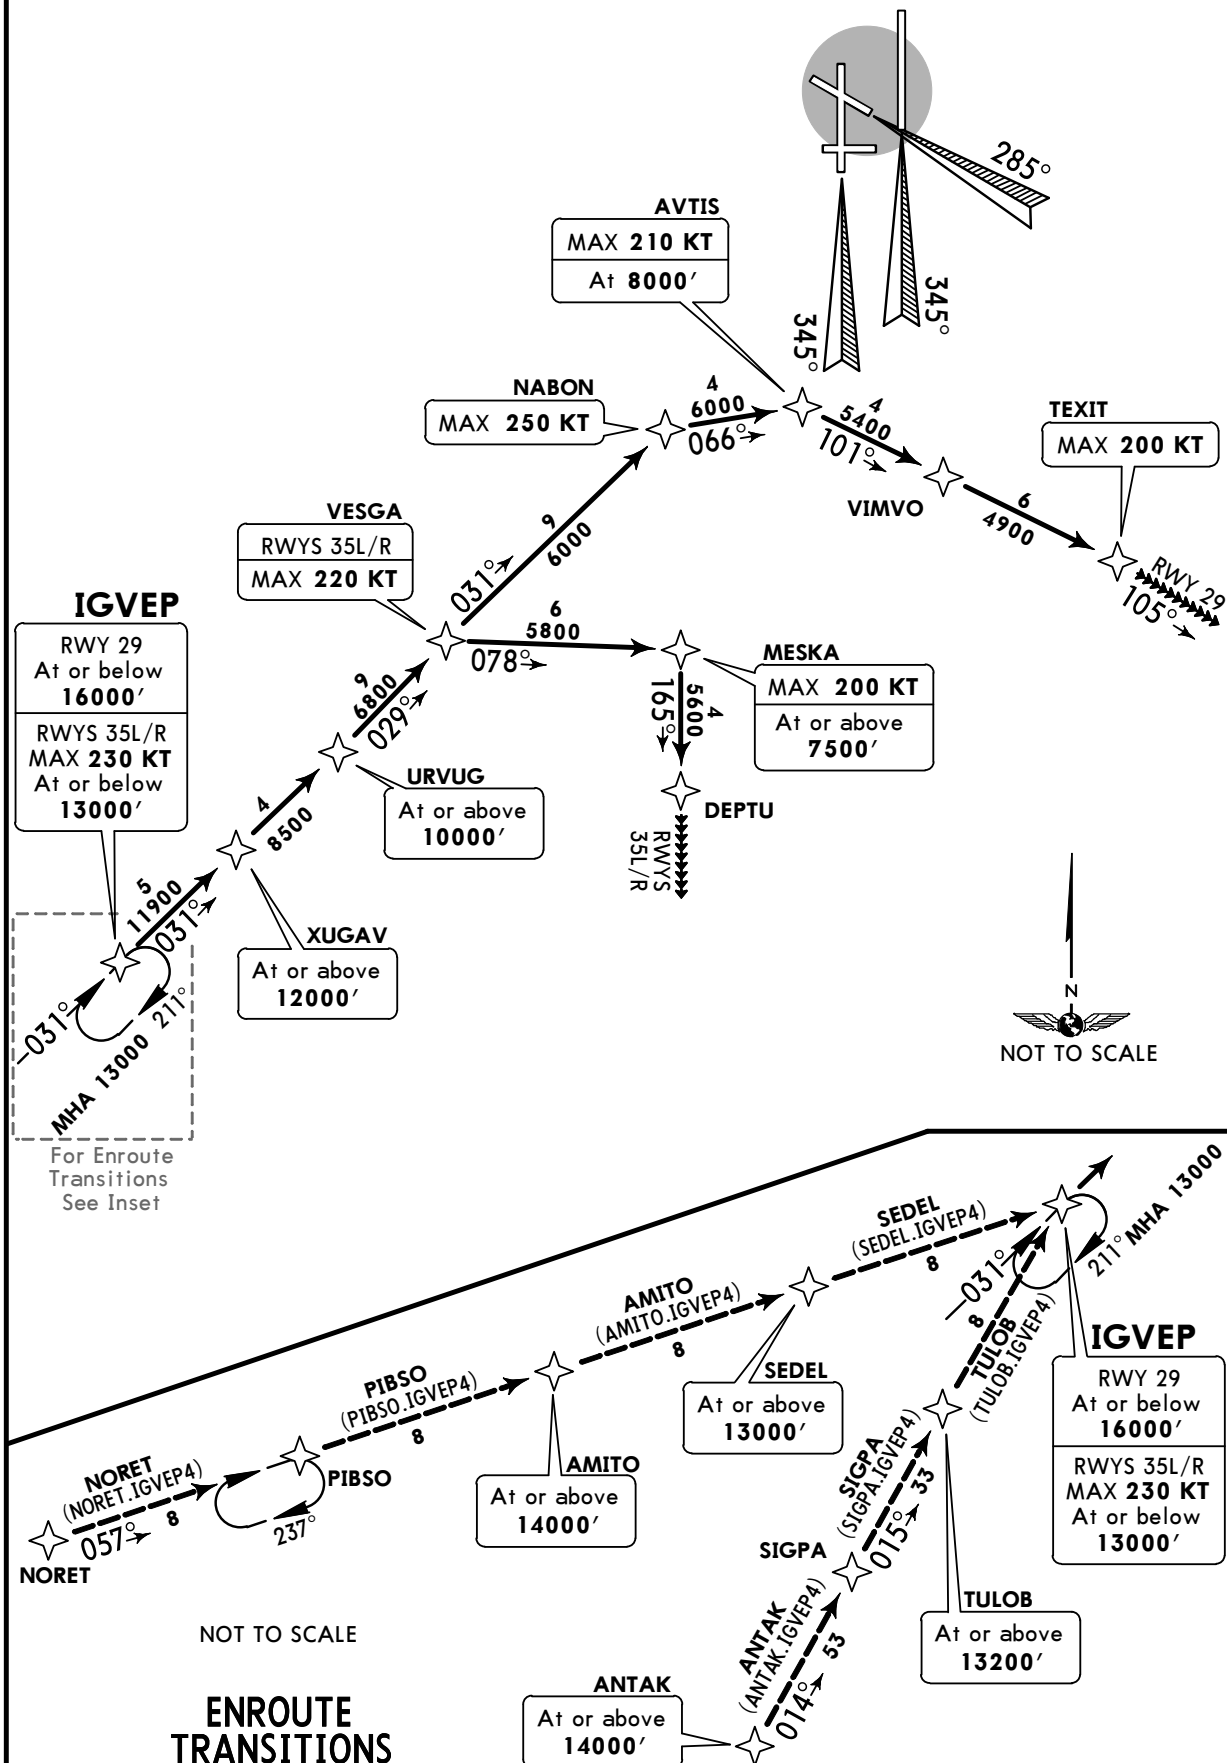 285°
345°
345°
AVTIS
MAX 210 KT
At 8000′
NABON
MAX 250 KT
4
6000
066°
4
5400
101°
VIMVO
6
4900
TEXIT
MAX 200 KT
RWY 29
105°
VESGA
RWYS 35L/R
MAX 220 KT
9
6000
031°
6
5800
078°
MESKA
MAX 200 KT
At or above
7500′
4
5600
165°
DEPTU
RWYS
35L/R
IGVEP
RWY 29
At or below
16000′
RWYS 35L/R
MAX 230 KT
At or below
13000′
9
6800
029°
URVUG
At or above
10000′
4
8500
5
11900
031°
XUGAV
At or above
12000′
031°
211°
MHA 13000
For Enroute
Transitions
See Inset
N
NOT TO SCALE
NORET
(NORET.IGVEP4)
057°
8
NORET
PIBSO
237°
PIBSO
(PIBSO.IGVEP4)
8
AMITO
At or above
14000′
AMITO
(AMITO.IGVEP4)
8
SEDEL
At or above
13000′
SEDEL
(SEDEL.IGVEP4)
8
031°
211°
MHA 13000
IGVEP
RWY 29
At or below
16000′
RWYS 35L/R
MAX 230 KT
At or below
13000′
8
TULOB
(TULOB.IGVEP4)
TULOB
At or above
13200′
SIGPA
(SIGPA.IGVEP4)
015°
33
SIGPA
ANTAK
(ANTAK.IGVEP4)
014°
53
ANTAK
At or above
14000′
NOT TO SCALE
ENROUTE
TRANSITIONS